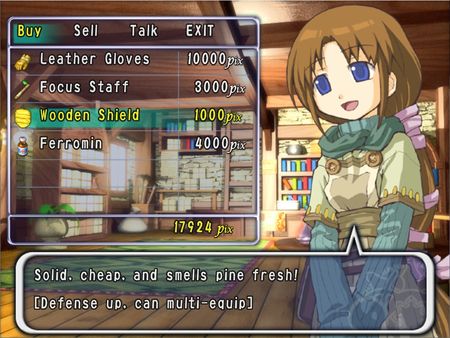 Buy Sell Talk EXIT
Leather Gloves 10000pix
Focus Staff 3000pix
Wooden Shield 1000pix
Ferromin 4000pix
17924 pix
Solid, cheap, and smells pine fresh!
[Defense up, can multi-equip]